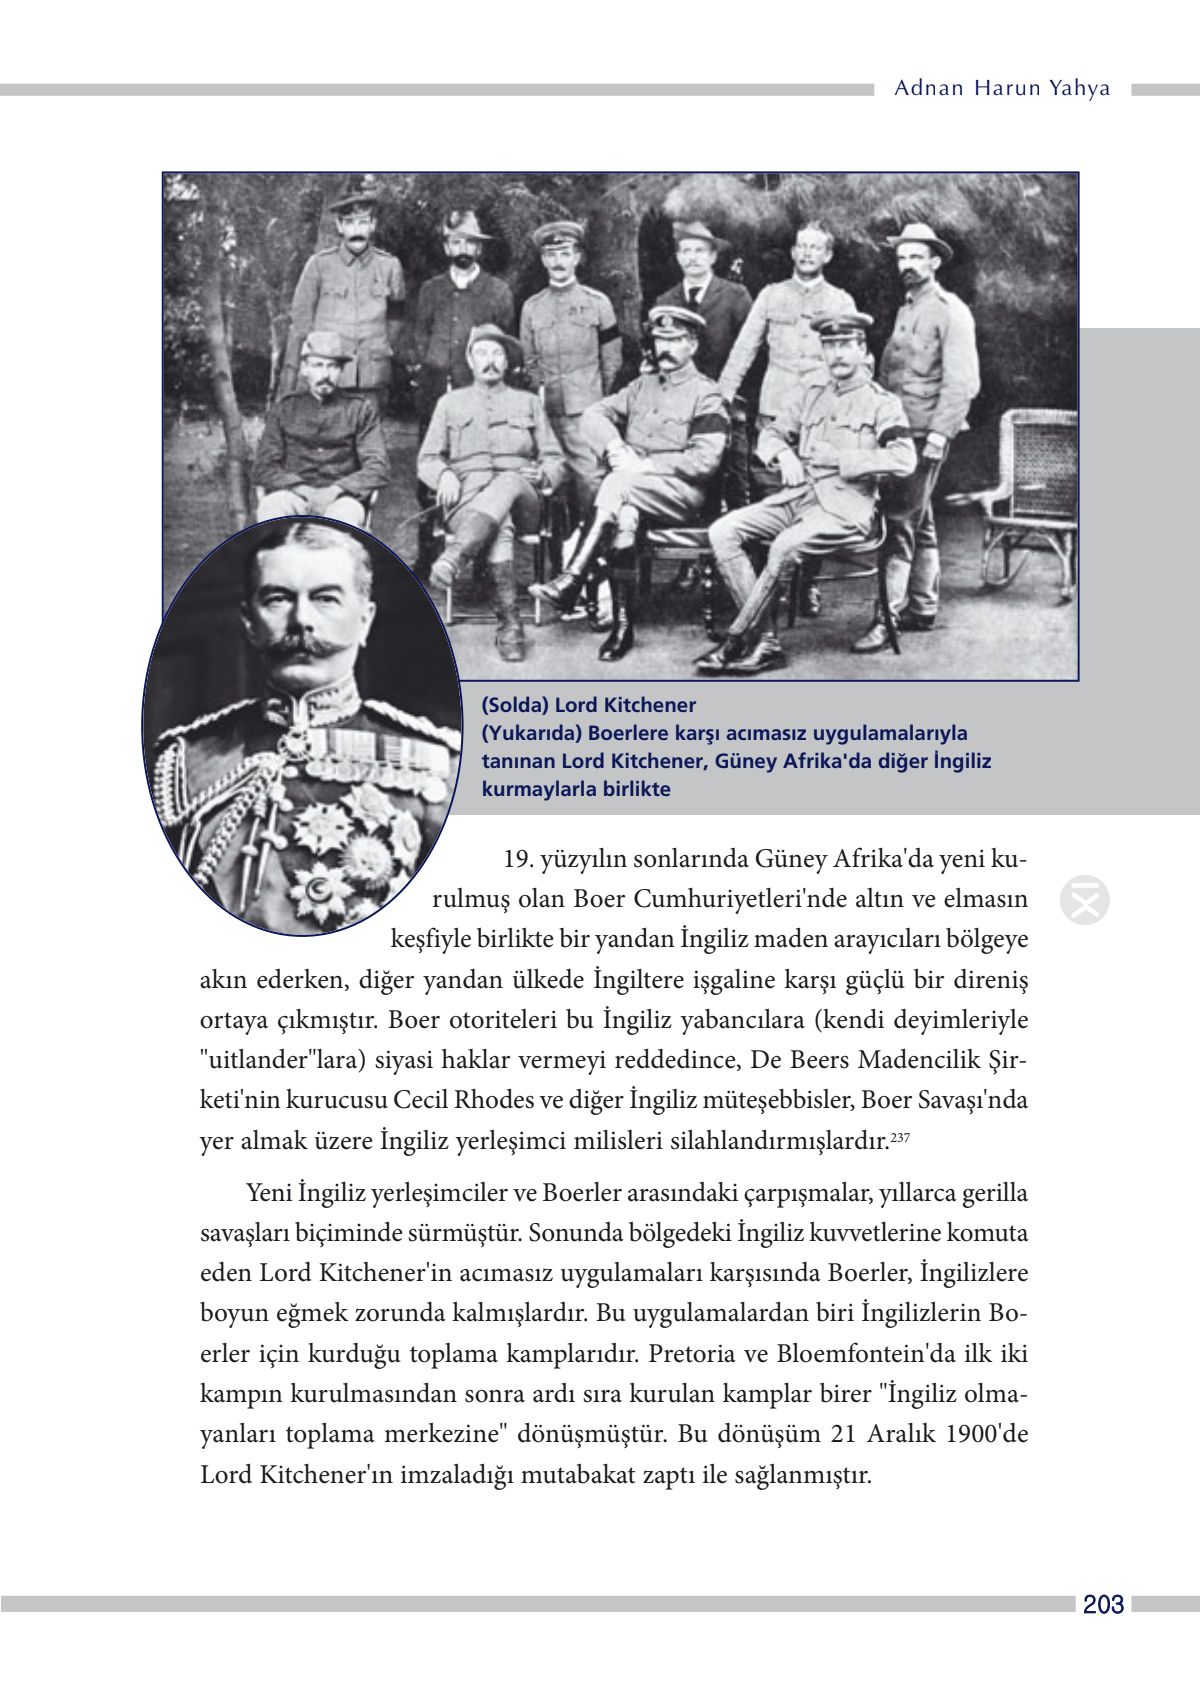 Adnan Harun Yahya
(Solda) Lord Kitchener
(Yukarıda) Boerlere karşı acımasız uygulamalarıyla
tanınan Lord Kitchener, Güney Afrika'da diğer İngiliz
kurmaylarla birlikte
19. yüzyılın sonlarında Güney Afrika'da yeni ku-
rulmuş olan Boer Cumhuriyetleri'nde altın ve elmasın
keşfiyle birlikte bir yandan İngiliz maden arayıcıları bölgeye
akın ederken, diğer yandan ülkede İngiltere işgaline karşı güçlü bir direniş
ortaya çıkmıştır. Boer otoriteleri bu İngiliz yabancılara (kendi deyimleriyle
"uitlander"lara) siyasi haklar vermeyi reddedince, De Beers Madencilik Şir-
keti'nin kurucusu Cecil Rhodes ve diğer İngiliz müteşebbisler, Boer Savaşı'nda
yer almak üzere İngiliz yerleşimci milisleri silahlandırmışlardır.237
Yeni İngiliz yerleşimciler ve Boerler arasındaki çarpışmalar, yıllarca gerilla
savaşları biçiminde sürmüştür. Sonunda bölgedeki İngiliz kuvvetlerine komuta
eden Lord Kitchener'in acımasız uygulamaları karşısında Boerler, İngilizlere
boyun eğmek zorunda kalmışlardır. Bu uygulamalardan biri İngilizlerin Bo-
erler için kurduğu toplama kamplarıdır. Pretoria ve Bloemfontein'da ilk iki
kampın kurulmasından sonra ardı sıra kurulan kamplar birer "İngiliz olma-
yanları toplama merkezine" dönüşmüştür. Bu dönüşüm 21 Aralık 1900'de
Lord Kitchener'ın imzaladığı mutabakat zaptı ile sağlanmıştır.
203